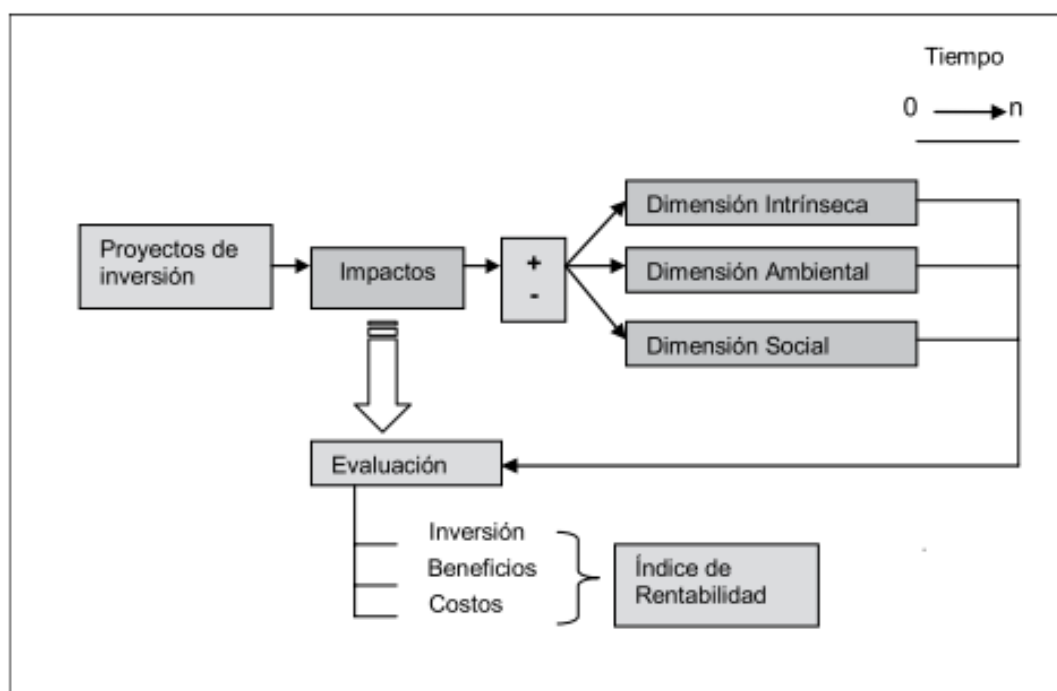 Tiempo
0 n
Proyectos de
inversión
Impactos
+
-
Dimensión Intrínseca
Dimensión Ambiental
Dimensión Social
Evaluación
Inversión
Beneficios
Costos
Índice de
Rentabilidad